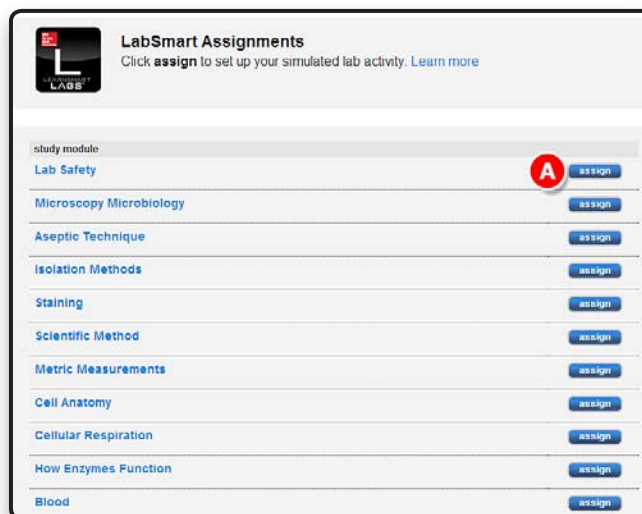 LEARNSMART
LABS
LabSmart Assignments
Click assign to set up your simulated lab activity. Learn more
study module
Lab Safety A assign
Microscopy Microbiology assign
Aseptic Technique assign
Isolation Methods assign
Staining assign
Scientific Method assign
Metric Measurements assign
Cell Anatomy assign
Cellular Respiration assign
How Enzymes Function assign
Blood assign